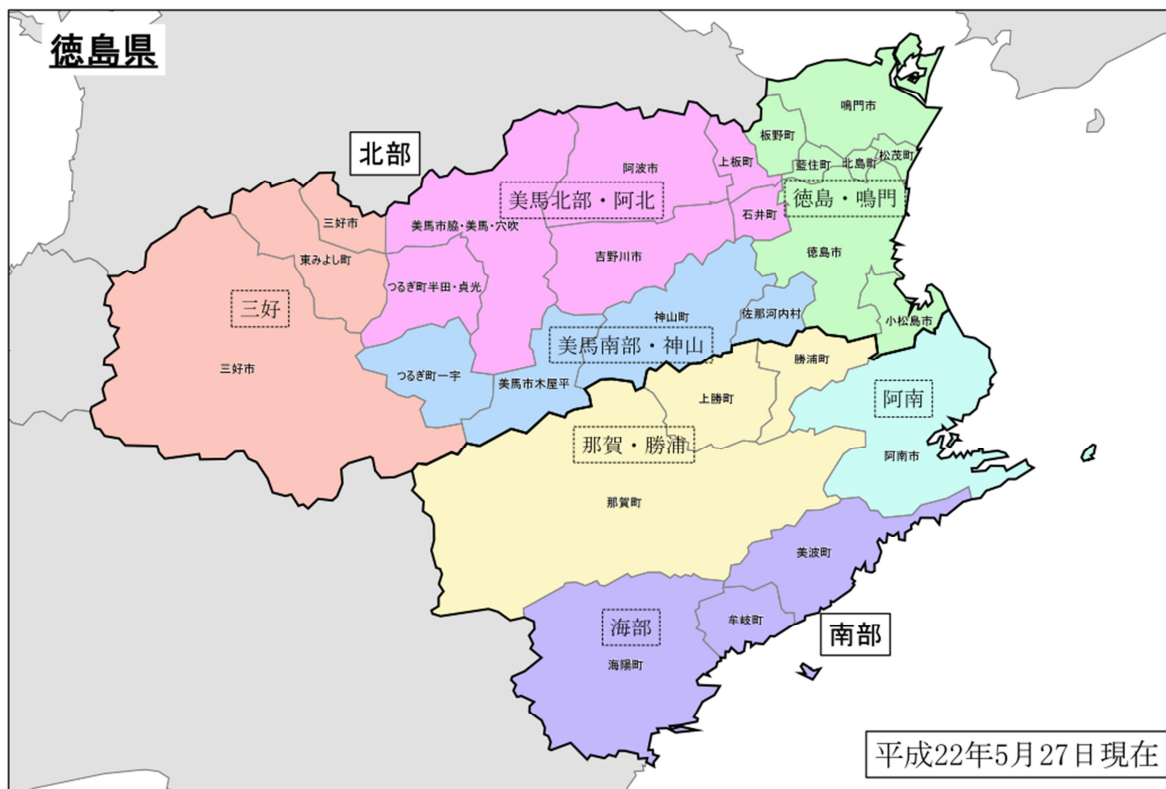 徳島県
北部
鳴門市
板野町
藍住町
北島町
松茂町
徳島・鳴門
徳島市
小松島市
阿波市
上板町
美馬北部・阿北
石井町
美馬市脇・美馬・穴吹
吉野川市
つるぎ町半田・貞光
三好市
東みよし町
三好
三好市
神山町
佐那河内村
美馬南部・神山
つるぎ町一宇
美馬市木屋平
勝浦町
上勝町
那賀・勝浦
那賀町
阿南
阿南市
美波町
牟岐町
海部
海陽町
南部
平成22年5月27日現在